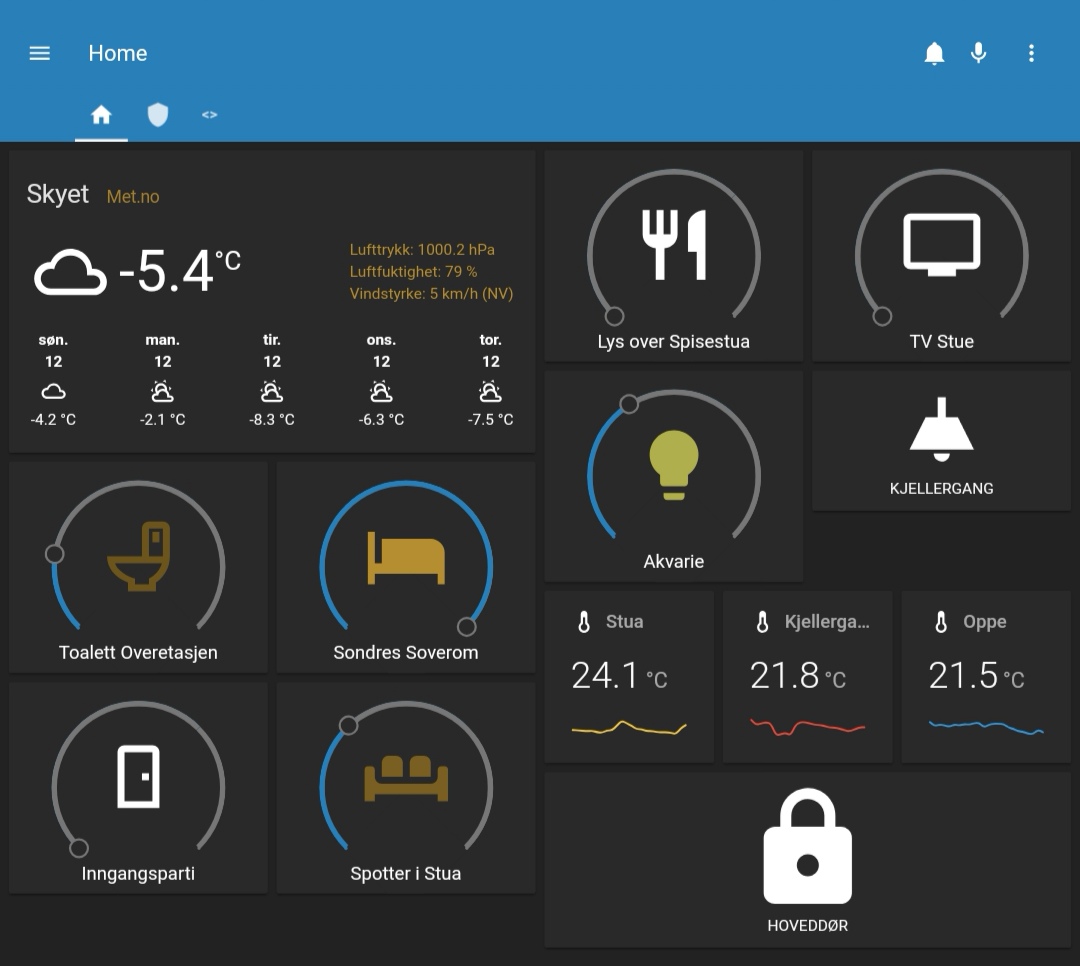 Home
<>
Skyet Met.no
-5.4 °C
Lufttrykk: 1000.2 hPa
Luftfuktighet: 79 %
Vindstyrke: 5 km/h (NV)
søn. man. tir. ons. tor.
12 12 12 12 12
-4.2 °C -2.1 °C -8.3 °C -6.3 °C -7.5 °C
Toalett Overetasjen
Sondres Soverom
Inngangsparti
Spotter i Stua
Lys over Spisestua
TV Stue
Akvarie
KJELLERGANG
Stua
24.1 °C
Kjellerga...
21.8 °C
Oppe
21.5 °C
HOVEDDØR